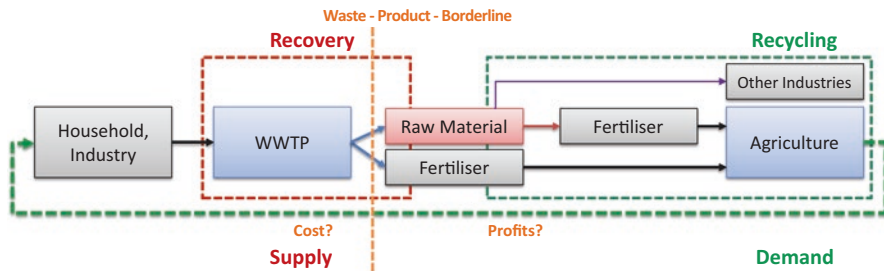 Waste - Product - Borderline
Recovery
Recycling
Other Industries
Household,
Industry
WWTP
Raw Material
Fertiliser
Fertiliser
Agriculture
Cost?
Profits?
Supply
Demand